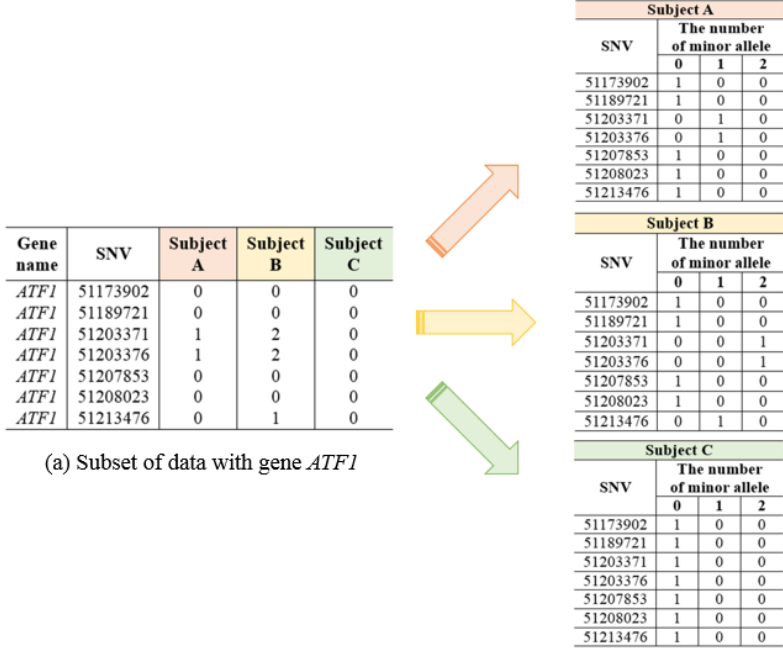 Gene name SNV Subject A Subject B Subject C
ATF1 51173902 0 0 0
ATF1 51189721 0 0 0
ATF1 51203371 1 2 0
ATF1 51203376 1 2 0
ATF1 51207853 0 0 0
ATF1 51208023 0 0 0
ATF1 51213476 0 1 0
(a) Subset of data with gene ATF1
Subject A
SNV The number of minor allele
0 1 2
51173902 1 0 0
51189721 1 0 0
51203371 0 1 0
51203376 0 1 0
51207853 1 0 0
51208023 1 0 0
51213476 1 0 0
Subject B
SNV The number of minor allele
0 1 2
51173902 1 0 0
51189721 1 0 0
51203371 0 0 1
51203376 0 0 1
51207853 1 0 0
51208023 1 0 0
51213476 0 1 0
Subject C
SNV The number of minor allele
0 1 2
51173902 1 0 0
51189721 1 0 0
51203371 1 0 0
51203376 1 0 0
51207853 1 0 0
51208023 1 0 0
51213476 1 0 0